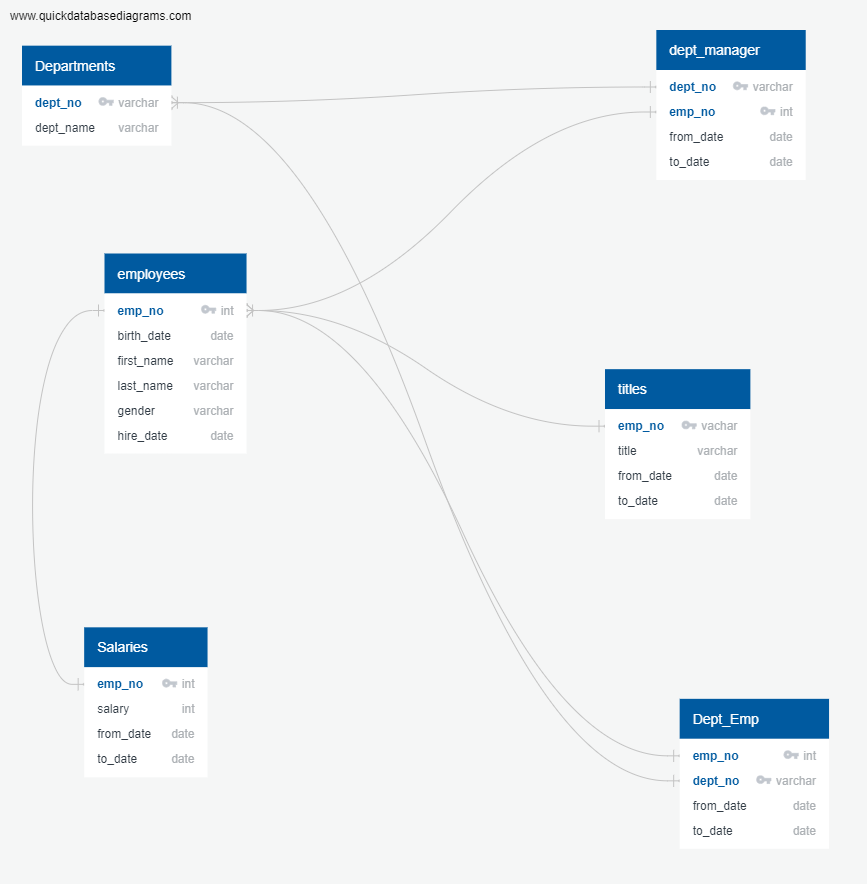 www.quickdatabasediagrams.com
Departments
dept_no varchar
dept_name varchar
dept_manager
dept_no varchar
emp_no int
from_date date
to_date date
employees
emp_no int
birth_date date
first_name varchar
last_name varchar
gender varchar
hire_date date
titles
emp_no vachar
title varchar
from_date date
to_date date
Salaries
emp_no int
salary int
from_date date
to_date date
Dept_Emp
emp_no int
dept_no varchar
from_date date
to_date date